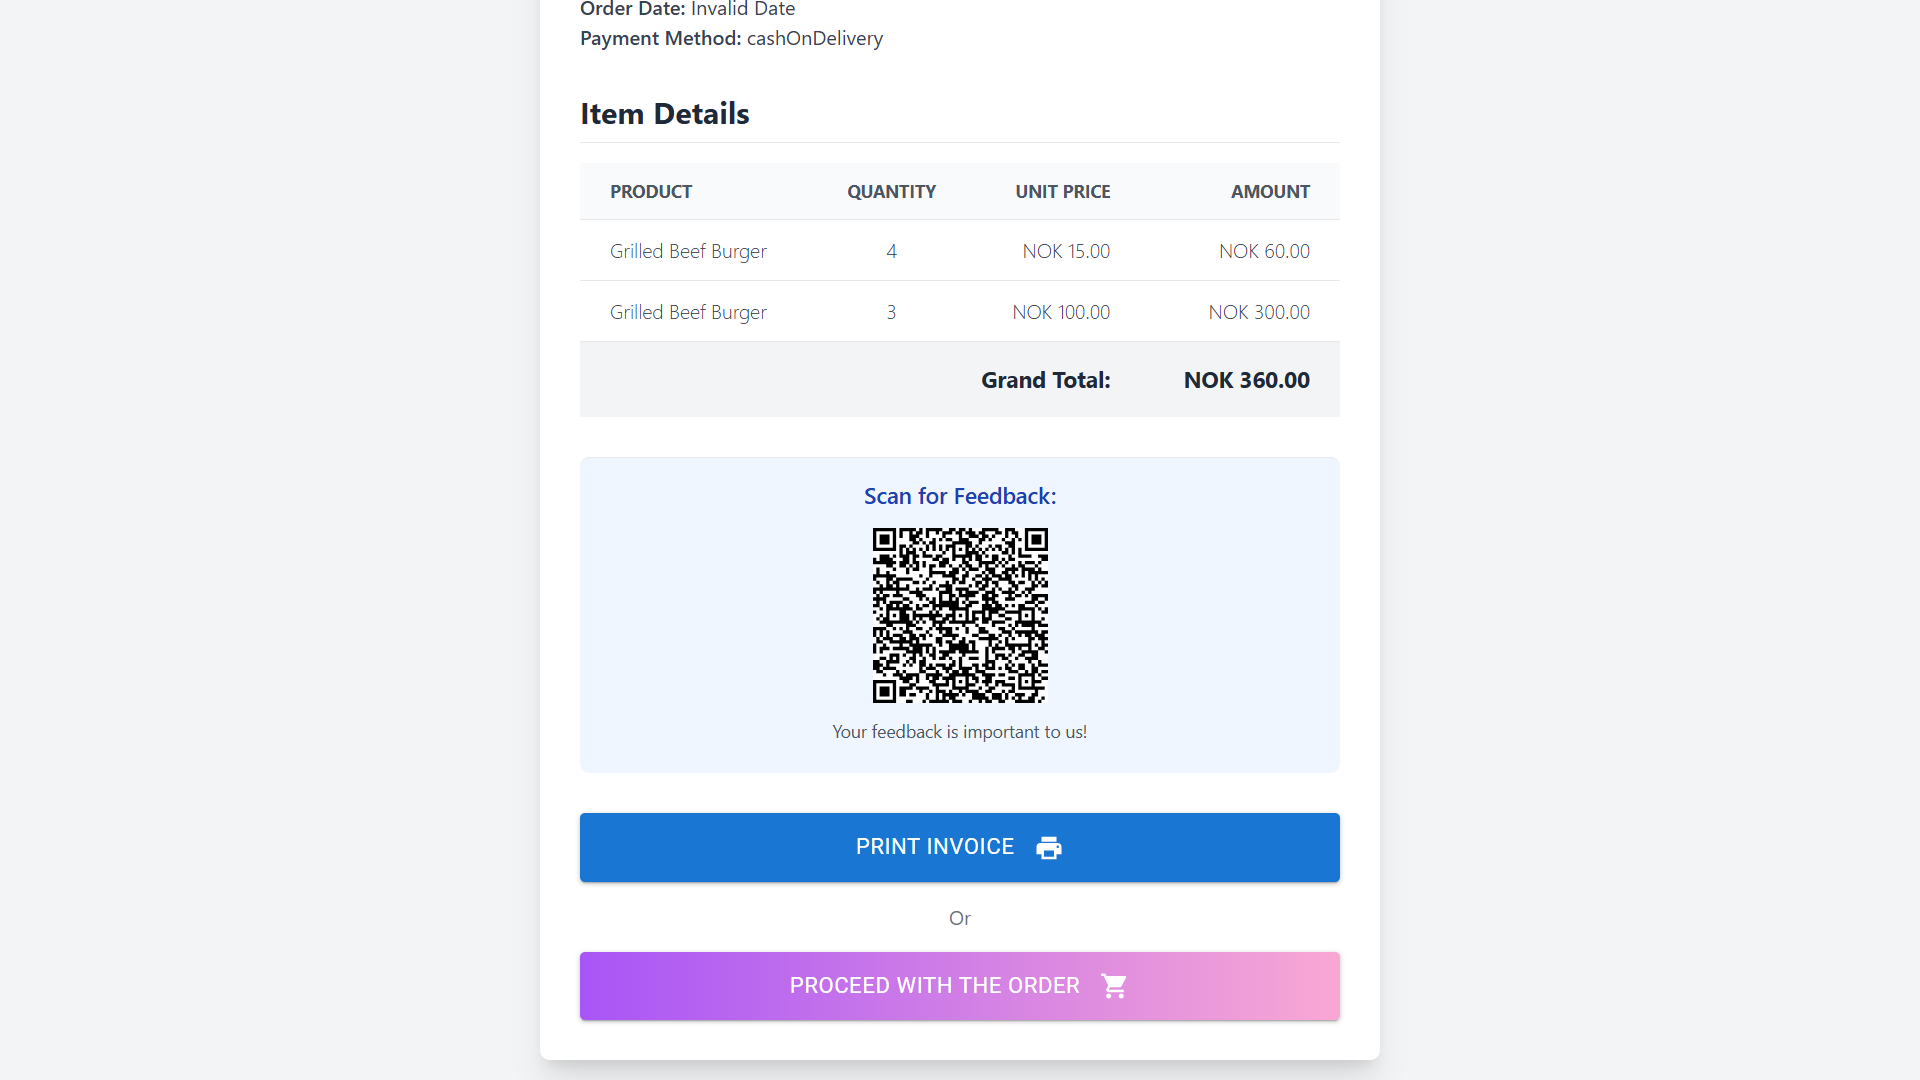 Order Date: Invalid Date
Payment Method: cashOnDelivery
Item Details
PRODUCT QUANTITY UNIT PRICE AMOUNT
Grilled Beef Burger 4 NOK 15.00 NOK 60.00
Grilled Beef Burger 3 NOK 100.00 NOK 300.00
Grand Total: NOK 360.00
Scan for Feedback:
Your feedback is important to us!
PRINT INVOICE
Or
PROCEED WITH THE ORDER